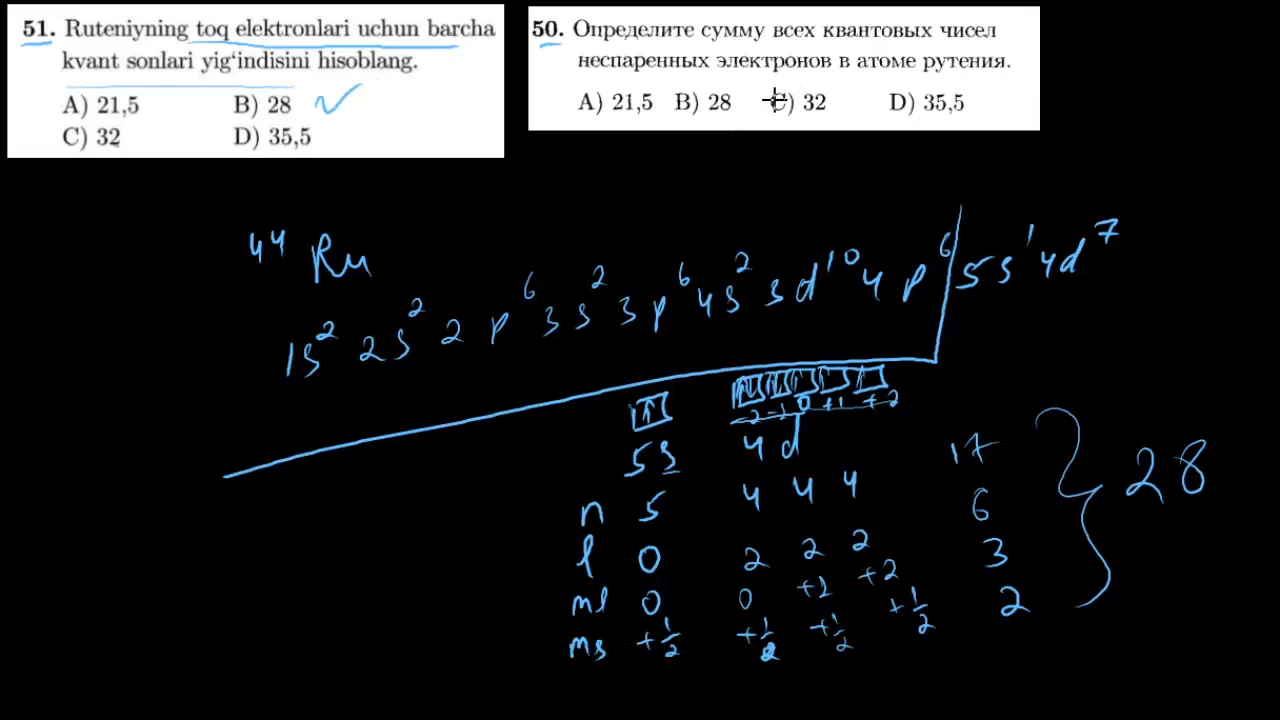 51. Ruteniyning toq elektronlari uchun barcha
kvant sonlari yig‘indisini hisoblang.
A) 21,5 B) 28
C) 32 D) 35,5
50. Определите сумму всех квантовых чисел
неспаренных электронов в атоме рутения.
A) 21,5 B) 28 C) 32 D) 35,5
44 Ru
1s² 2s² 2p⁶ 3s² 3p⁶ 4s² 3d¹⁰ 4p⁶ 5s¹ 4d⁷
-2 -1 0 +1 +2
5s 4d
n 5 4 4 4 17
l 0 2 2 2 6
ml 0 0 +1 +2 3
ms +1/2 +1/2 +1/2 +1/2 2
28